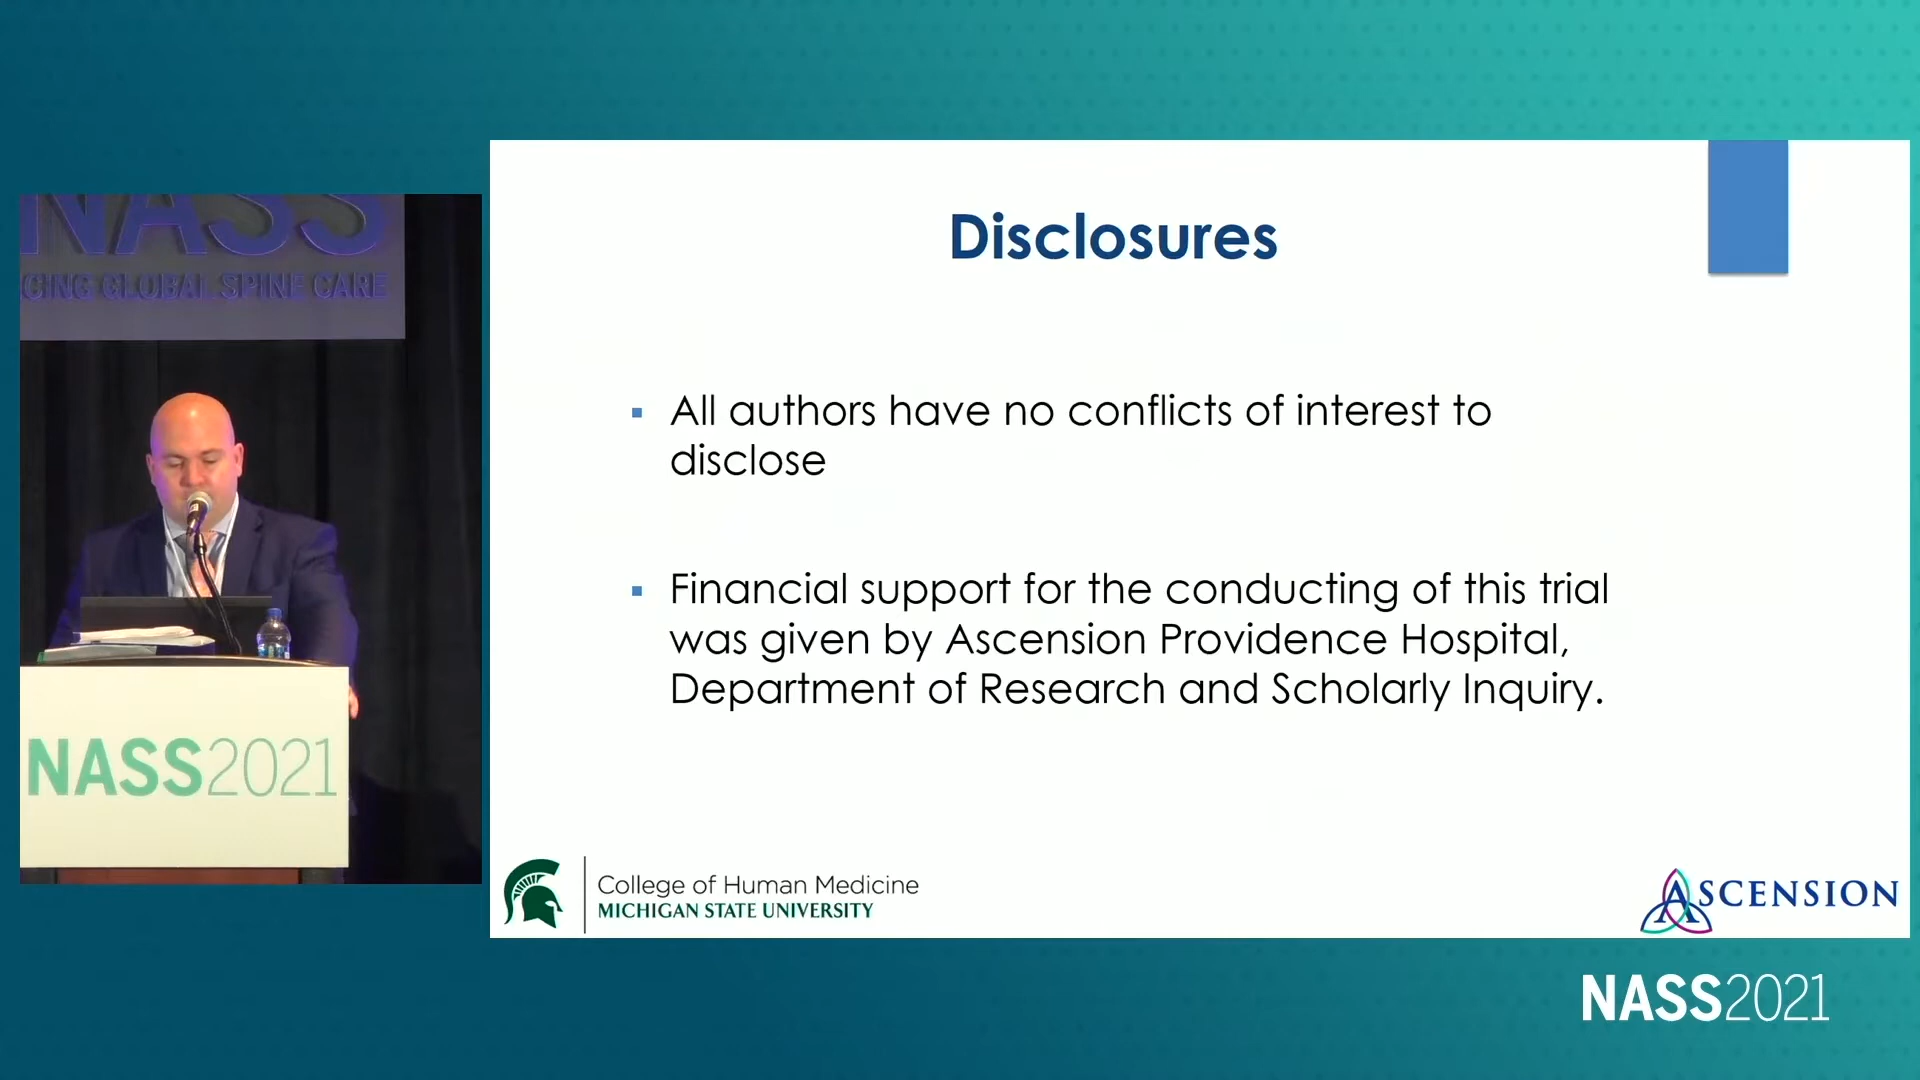 NASS
CING GLOBAL SPINE CARE
NASS2021
Disclosures
▪ All authors have no conflicts of interest to
disclose
▪ Financial support for the conducting of this trial
was given by Ascension Providence Hospital,
Department of Research and Scholarly Inquiry.
College of Human Medicine
MICHIGAN STATE UNIVERSITY
ASCENSION
NASS2021